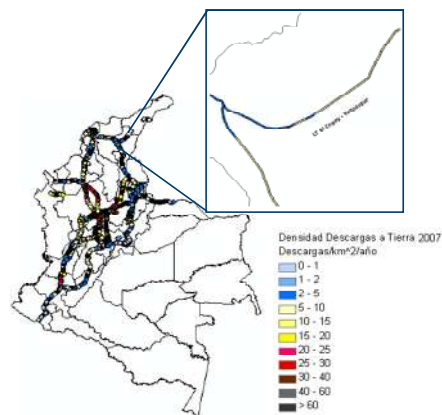 Densidad Descargas a Tierra 2007
Descargas/km^2/año
0 - 1
1 - 2
2 - 5
5 - 10
10 - 15
15 - 20
20 - 25
25 - 30
30 - 40
40 - 60
> 60